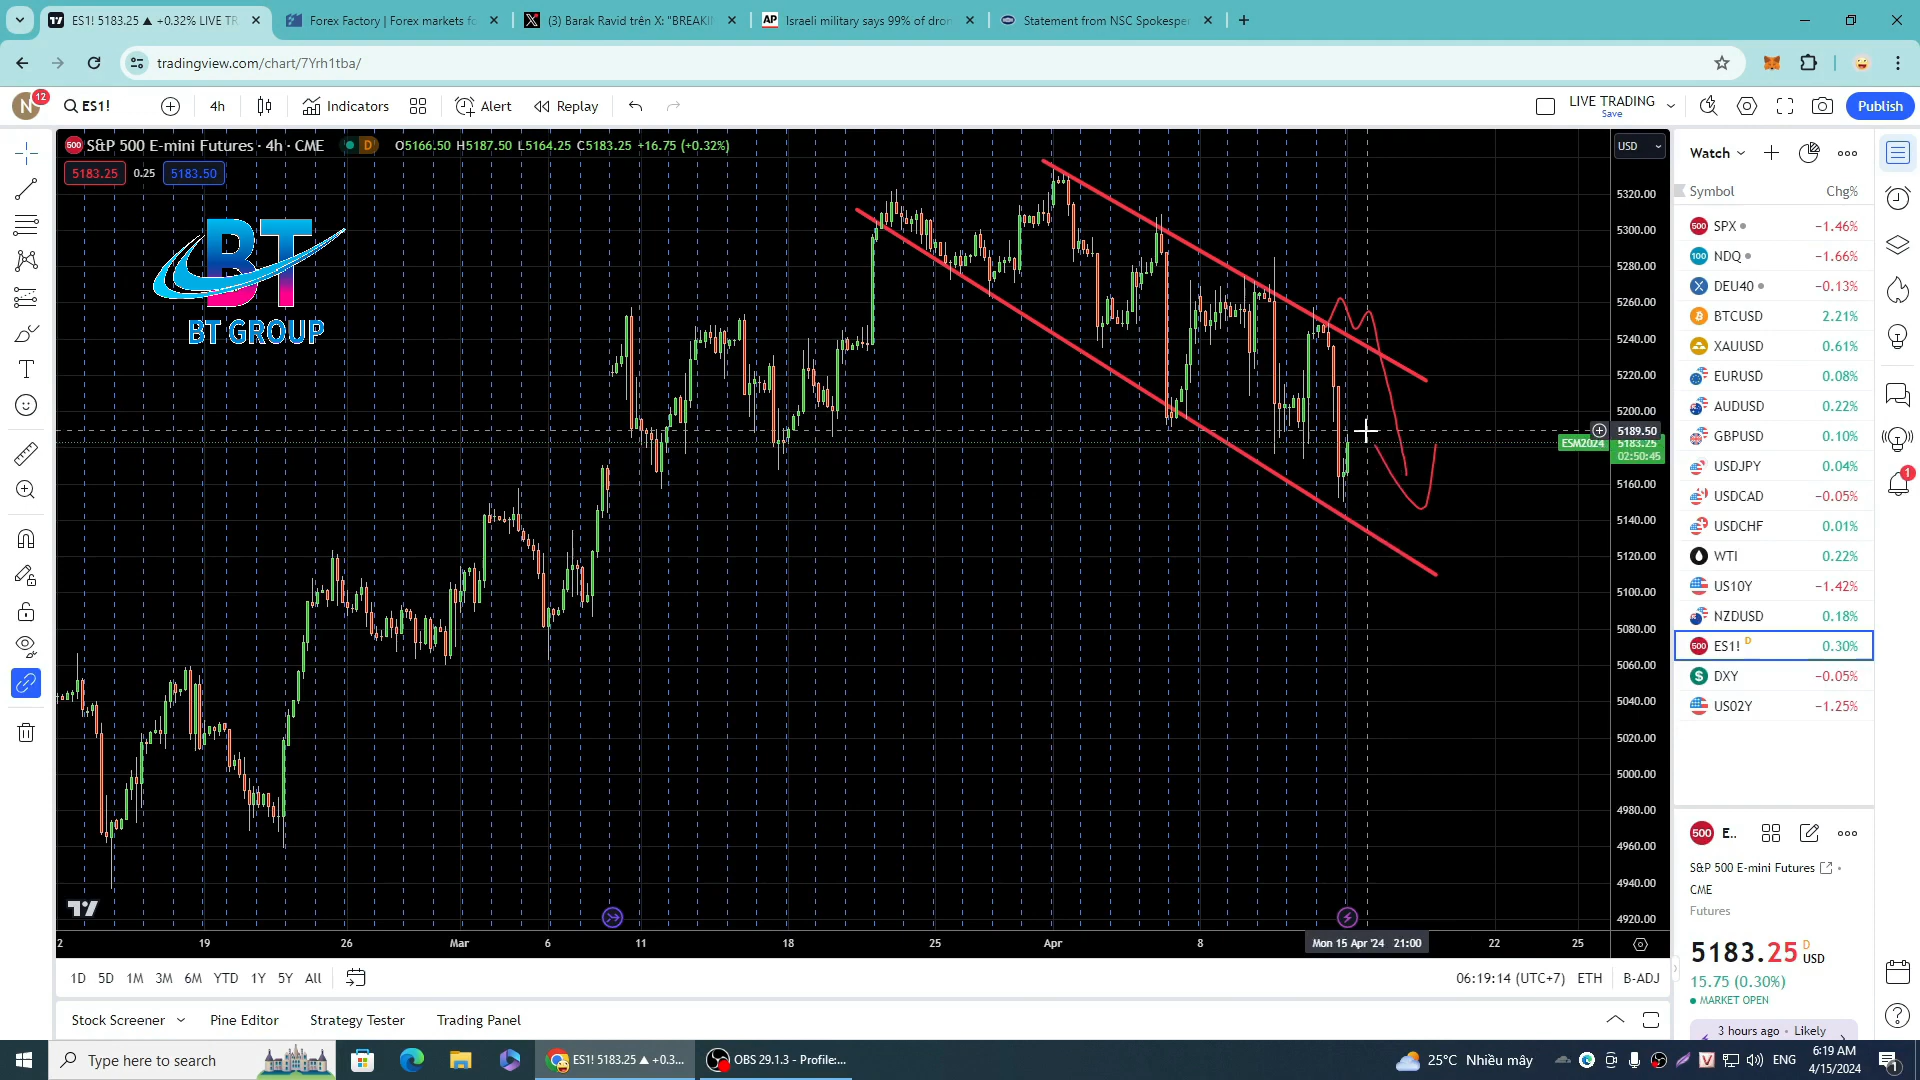 ES1! 5183.25 ▲ +0.32% LIVE TR
Forex Factory | Forex markets fo
(3) Barak Ravid trên X: "BREAKIN
AP Israeli military says 99% of dron
Statement from NSC Spokespe
tradingview.com/chart/7Yrh1tba/
N 12 ES1! 4h Indicators Alert Replay
LIVE TRADING
Save
Publish
S&P 500 E-mini Futures · 4h · CME D O5166.50 H5187.50 L5164.25 C5183.25 +16.75 (+0.32%)
5183.25 0.25 5183.50
BT
BT GROUP
USD
5320.00
5300.00
5280.00
5260.00
5240.00
5220.00
5200.00
5189.50
ESM2024 5183.25
02:50:45
5160.00
5140.00
5120.00
5100.00
5080.00
5060.00
5040.00
5020.00
5000.00
4980.00
4960.00
4940.00
4920.00
2 19 26 Mar 6 11 18 25 Apr 8 Mon 15 Apr '24 21:00 22 25
1D 5D 1M 3M 6M YTD 1Y 5Y All
06:19:14 (UTC+7) ETH B-ADJ
Stock Screener Pine Editor Strategy Tester Trading Panel
Watch
Symbol Chg%
500 SPX −1.46%
100 NDQ −1.66%
DEU40 −0.13%
BTCUSD 2.21%
XAUUSD 0.61%
EURUSD 0.08%
AUDUSD 0.22%
GBPUSD 0.10%
USDJPY 0.04%
USDCAD −0.05%
USDCHF 0.01%
WTI 0.22%
US10Y −1.42%
NZDUSD 0.18%
500 ES1! D 0.30%
DXY −0.05%
US02Y −1.25%
1
500 E..
S&P 500 E-mini Futures
CME
Futures
5183.25 D USD
15.75 (0.30%)
MARKET OPEN
3 hours ago · Likely
Type here to search
ES1! 5183.25 ▲ +0.3...
OBS 29.1.3 - Profile:...
25°C Nhiều mây
ENG
6:19 AM
4/15/2024
1